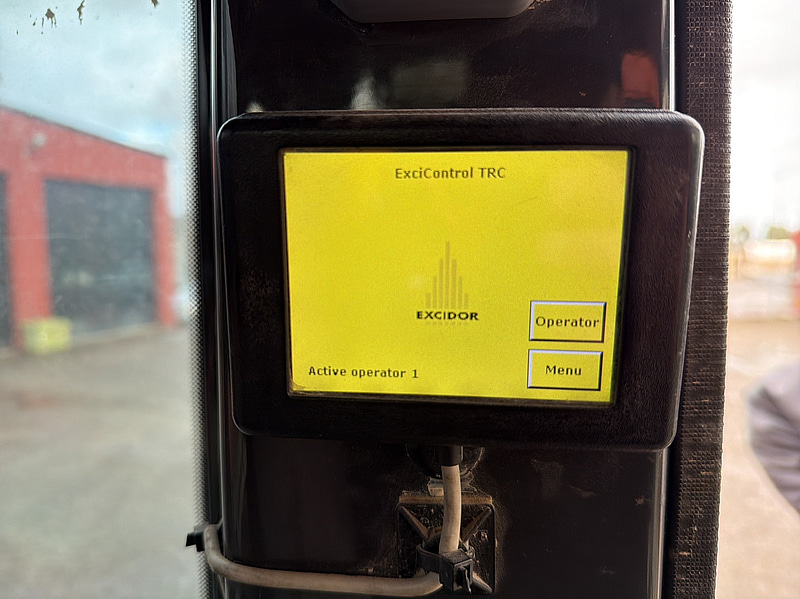 ExciControl TRC
EXCIDOR
Operator
Active operator 1
Menu